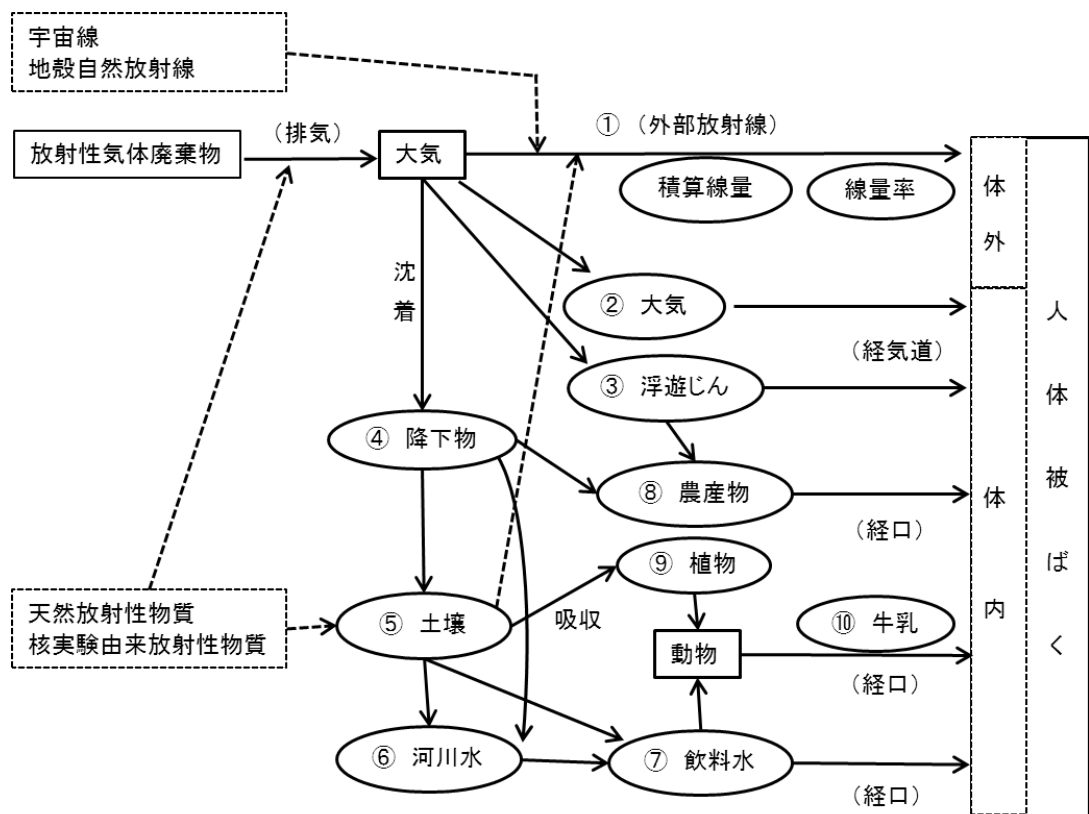 宇宙線
地殻自然放射線
放射性気体廃棄物
（排気）
大気
① （外部放射線）
積算線量
線量率
体外
沈着
② 大気
（経気道）
③ 浮遊じん
④ 降下物
⑧ 農産物
（経口）
⑨ 植物
天然放射性物質
核実験由来放射性物質
⑤ 土壌
吸収
動物
⑩ 牛乳
（経口）
⑥ 河川水
⑦ 飲料水
（経口）
体内
人体被ばく